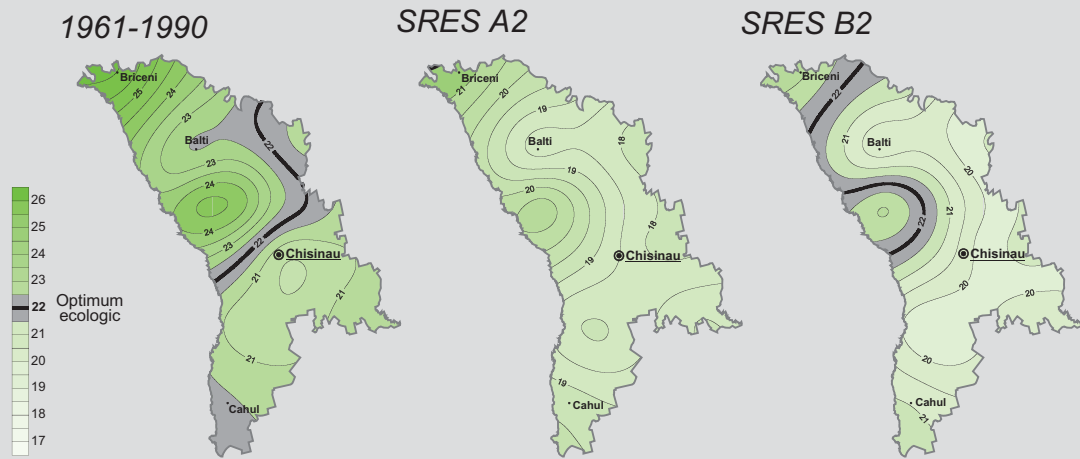 1961-1990
SRES A2
SRES B2
26
25
24
23
22
21
20
19
18
17
Optimum
ecologic
Briceni
25
24
23
Balti
22
23
24
24
23
22
Chisinau
21
21
21
Cahul
Briceni
21
20
19
18
Balti
19
20
18
Chisinau
19
19
Cahul
Briceni
22
21
Balti
20
21
22
Chisinau
20
20
20
Cahul
21